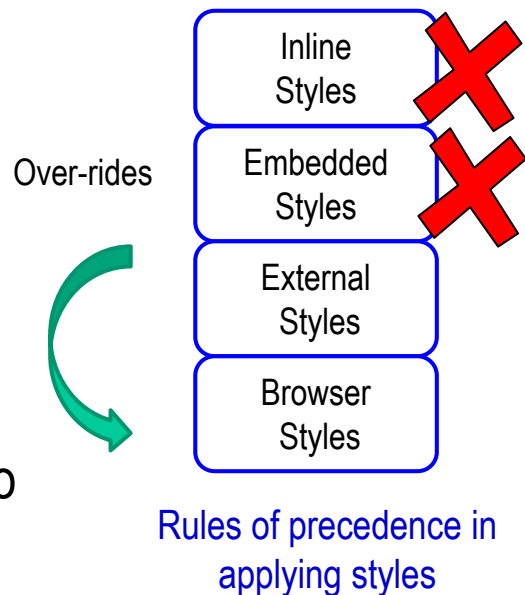 Inline
Styles
Over-rides
Embedded
Styles
External
Styles
Browser
Styles
Rules of precedence in
applying styles